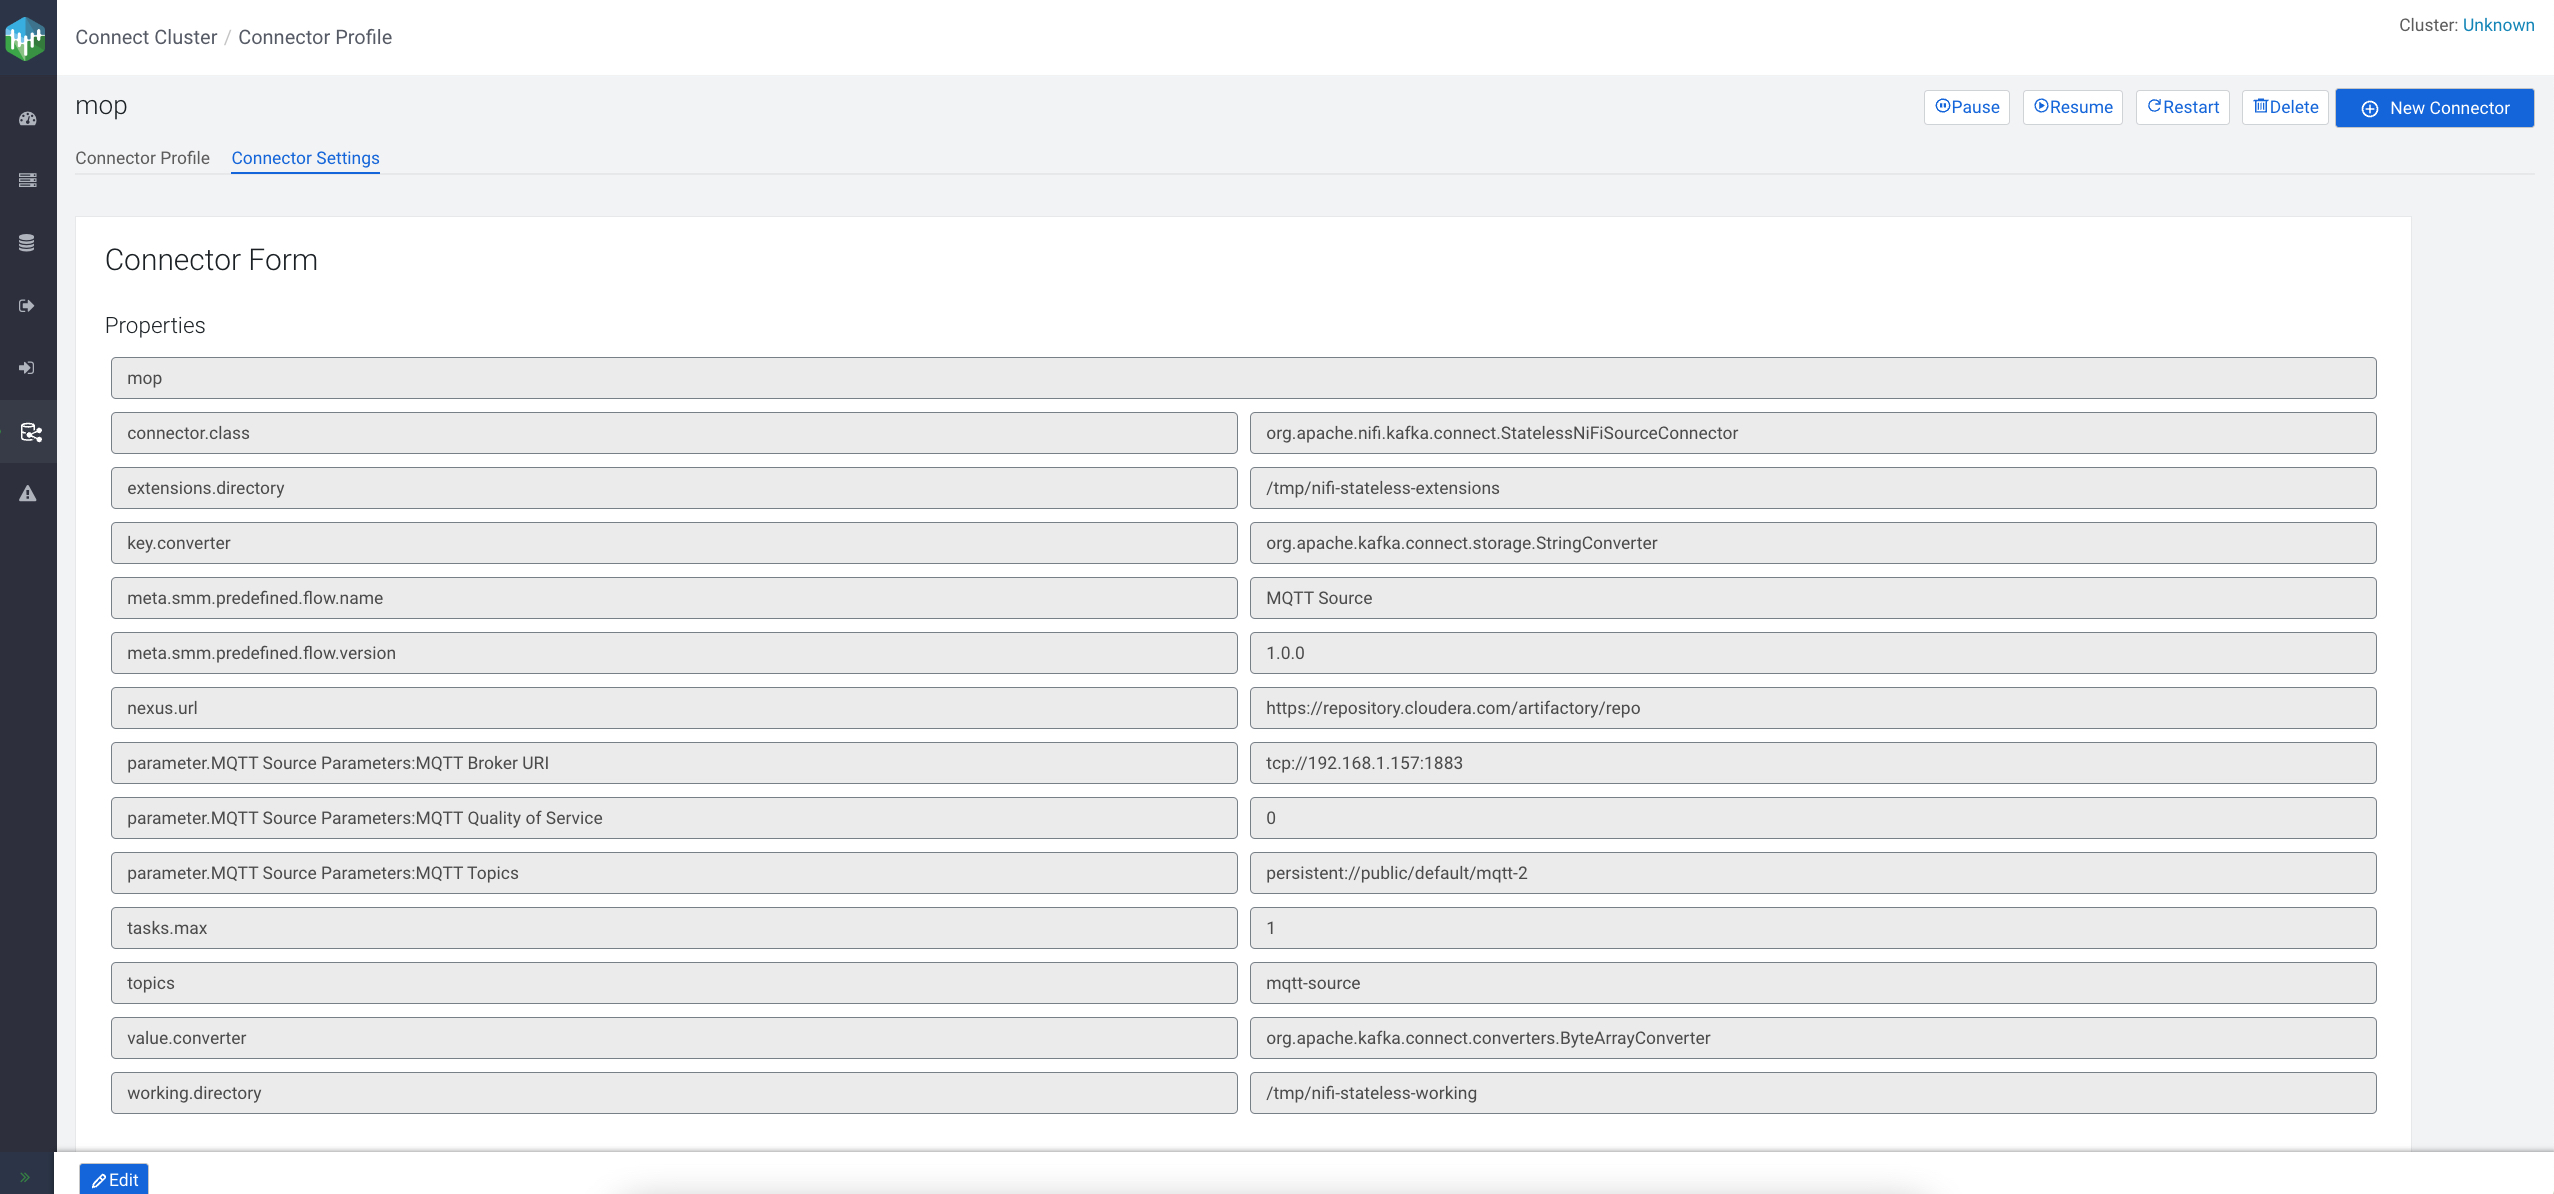 Connect Cluster / Connector Profile
Cluster: Unknown
mop
Pause Resume Restart Delete New Connector
Connector Profile Connector Settings
Connector Form
Properties
mop
connector.class org.apache.nifi.kafka.connect.StatelessNiFiSourceConnector
extensions.directory /tmp/nifi-stateless-extensions
key.converter org.apache.kafka.connect.storage.StringConverter
meta.smm.predefined.flow.name MQTT Source
meta.smm.predefined.flow.version 1.0.0
nexus.url https://repository.cloudera.com/artifactory/repo
parameter.MQTT Source Parameters:MQTT Broker URI tcp://192.168.1.157:1883
parameter.MQTT Source Parameters:MQTT Quality of Service 0
parameter.MQTT Source Parameters:MQTT Topics persistent://public/default/mqtt-2
tasks.max 1
topics mqtt-source
value.converter org.apache.kafka.connect.converters.ByteArrayConverter
working.directory /tmp/nifi-stateless-working
Edit